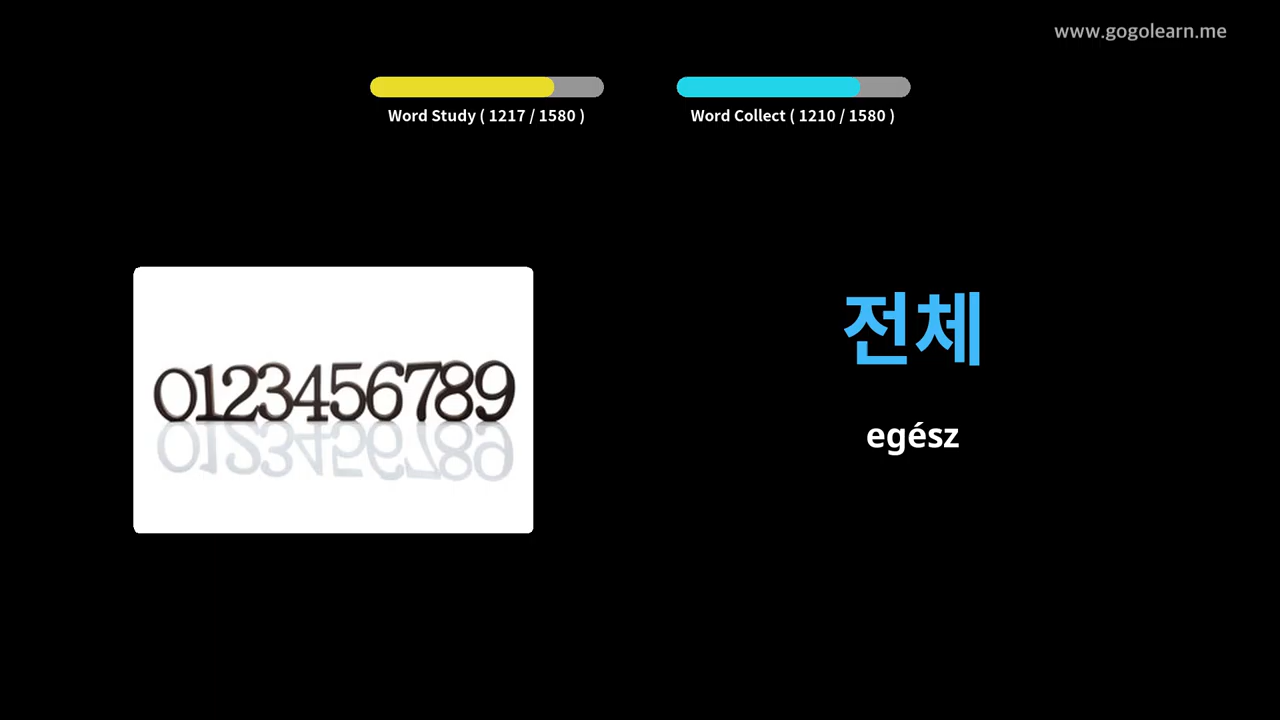 www.gogolearn.me
Word Study ( 1217 / 1580 )
Word Collect ( 1210 / 1580 )
0123456789
전체
egész